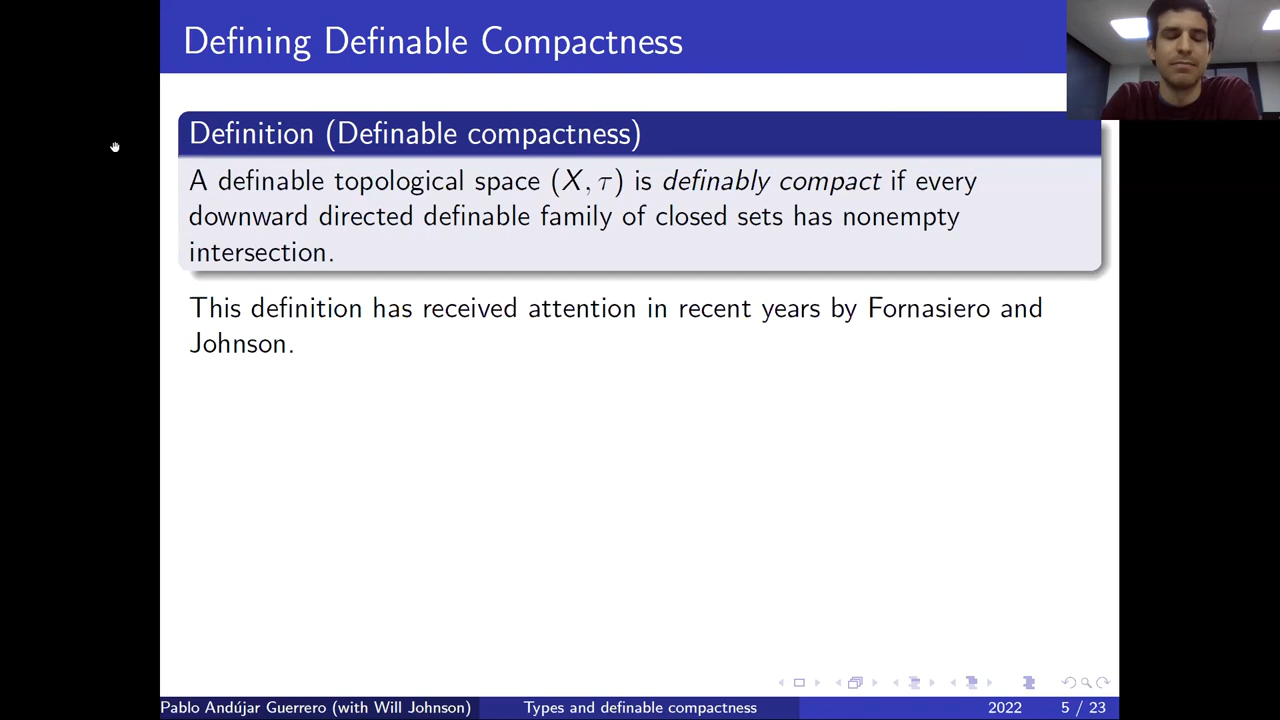 Defining Definable Compactness
Definition (Definable compactness)
A definable topological space (X, τ) is definably compact if every
downward directed definable family of closed sets has nonempty
intersection.
This definition has received attention in recent years by Fornasiero and
Johnson.
Pablo Andújar Guerrero (with Will Johnson)
Types and definable compactness
2022
5 / 23